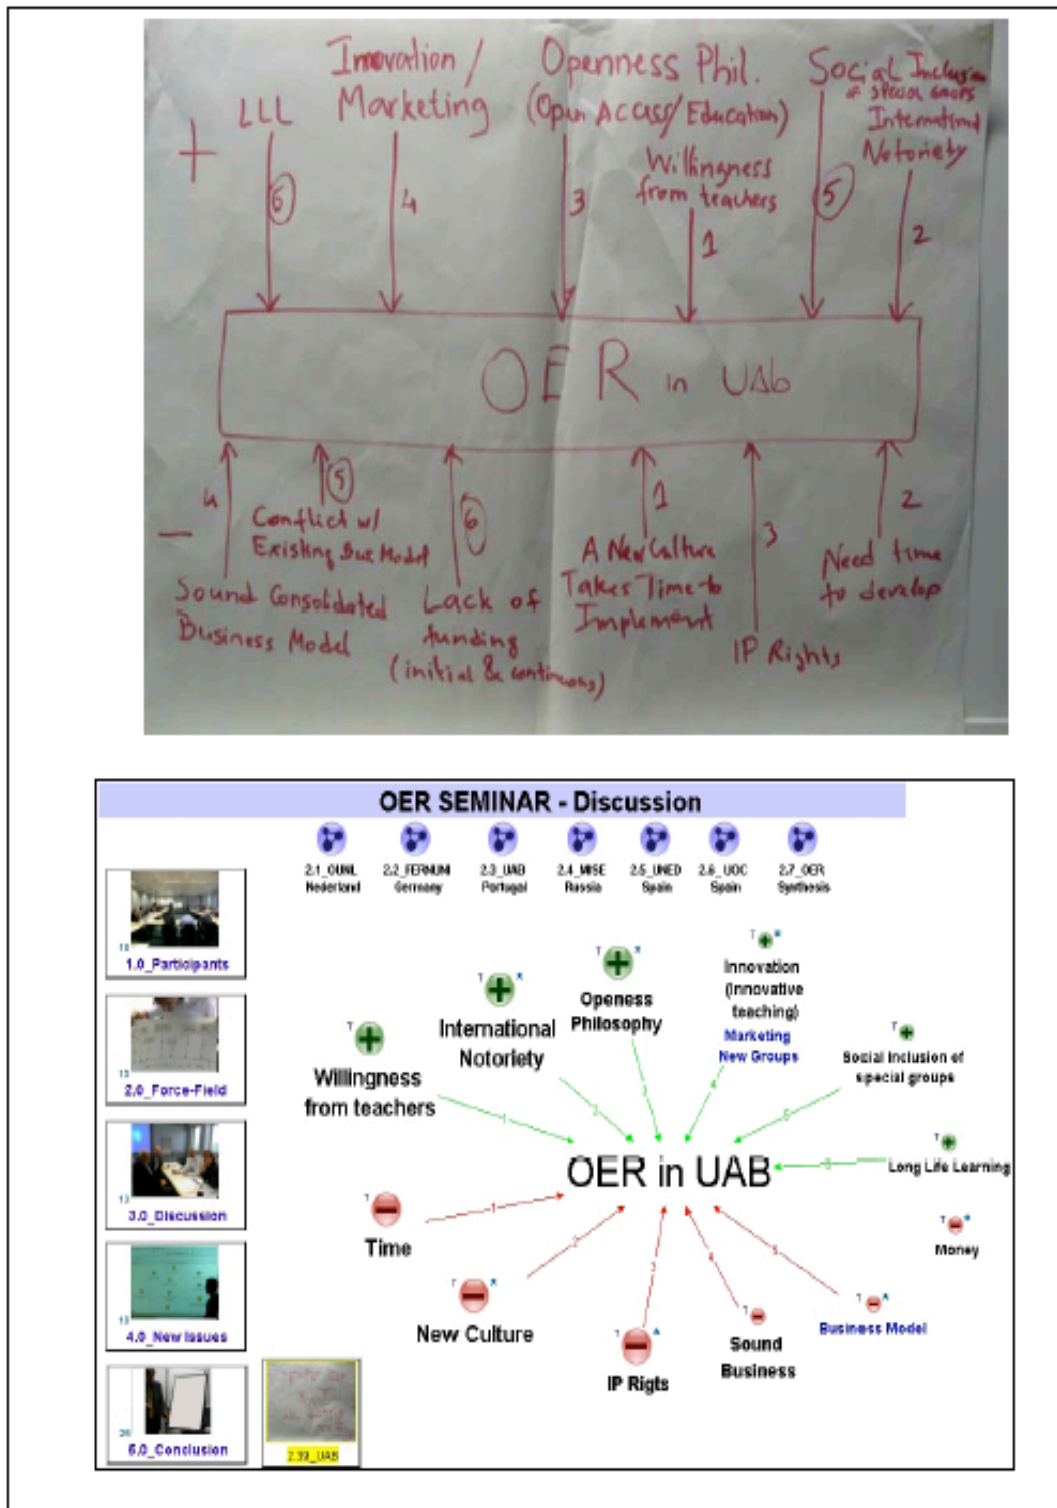 Innovation /
Marketing
Openness Phil.
(Open Access/Education)
Social Inclusion
of special groups
International
Notoriety
LLL
+
Willingness
from teachers
6
4
3
1
5
2
OER in UAb
4
5
6
1
3
2
-
Conflict w/
Existing Bus Model
Sound Consolidated
Business Model
Lack of
funding
(initial & continuous)
A New Culture
Takes Time to
Implement
IP Rights
Need time
to develop
OER SEMINAR - Discussion
2.1_OUNL
Nederland
2.2_FERNUNI
Germany
2.3_UAB
Portugal
2.4_MISE
Russia
2.5_UNED
Spain
2.6_UOC
Spain
2.7_OER
Synthesis
1.0_Participants
2.0_Force-Field
3.0_Discussion
4.0_New Issues
5.0_Conclusion
2.39_UAB
Willingness
from teachers
International
Notoriety
Openess
Philosophy
Innovation
(Innovative
teaching)
Marketing
New Groups
Social Inclusion of
special groups
Long Life Learning
OER in UAB
Time
New Culture
IP Rigts
Sound
Business
Business Model
Money